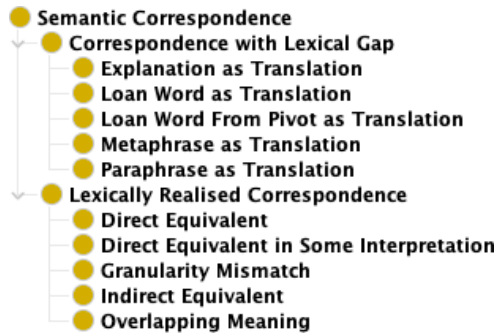 Semantic Correspondence
Correspondence with Lexical Gap
Explanation as Translation
Loan Word as Translation
Loan Word From Pivot as Translation
Metaphrase as Translation
Paraphrase as Translation
Lexically Realised Correspondence
Direct Equivalent
Direct Equivalent in Some Interpretation
Granularity Mismatch
Indirect Equivalent
Overlapping Meaning